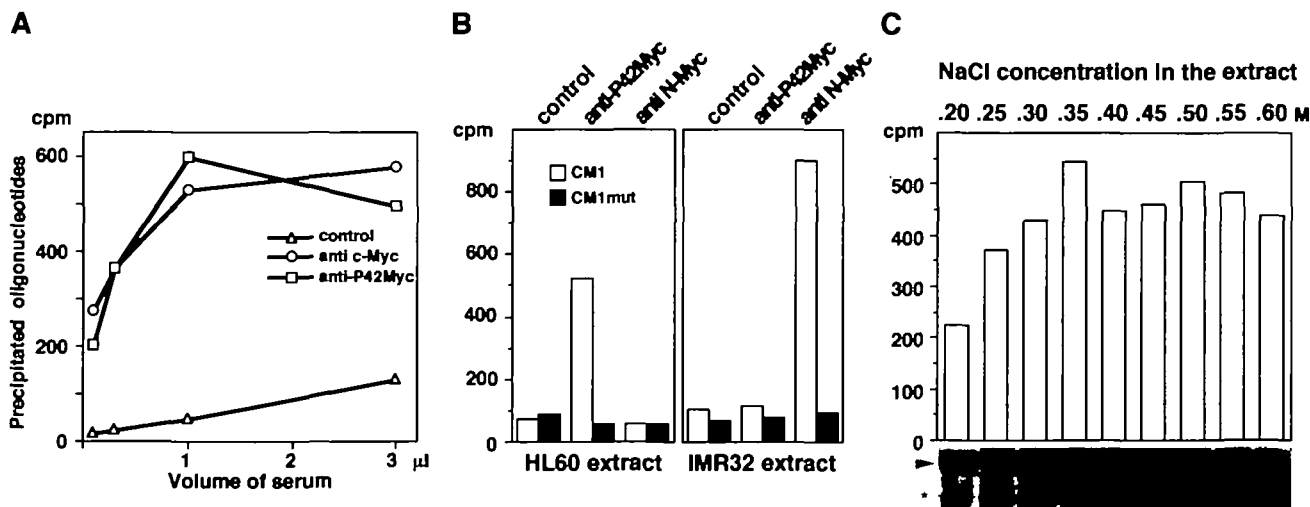 A
cpm
600
400
200
0
Precipitated oligonucleotides
control
anti c-Myc
anti-P42Myc
1
2
3
µl
Volume of serum
B
control
anti-P42Myc
anti N-Myc
control
anti-P42Myc
anti N-Myc
cpm
800
600
400
200
0
CM1
CM1mut
HL60 extract
IMR32 extract
C
NaCl concentration in the extract
.20 .25 .30 .35 .40 .45 .50 .55 .60 M
cpm
500
400
300
200
100
0
*